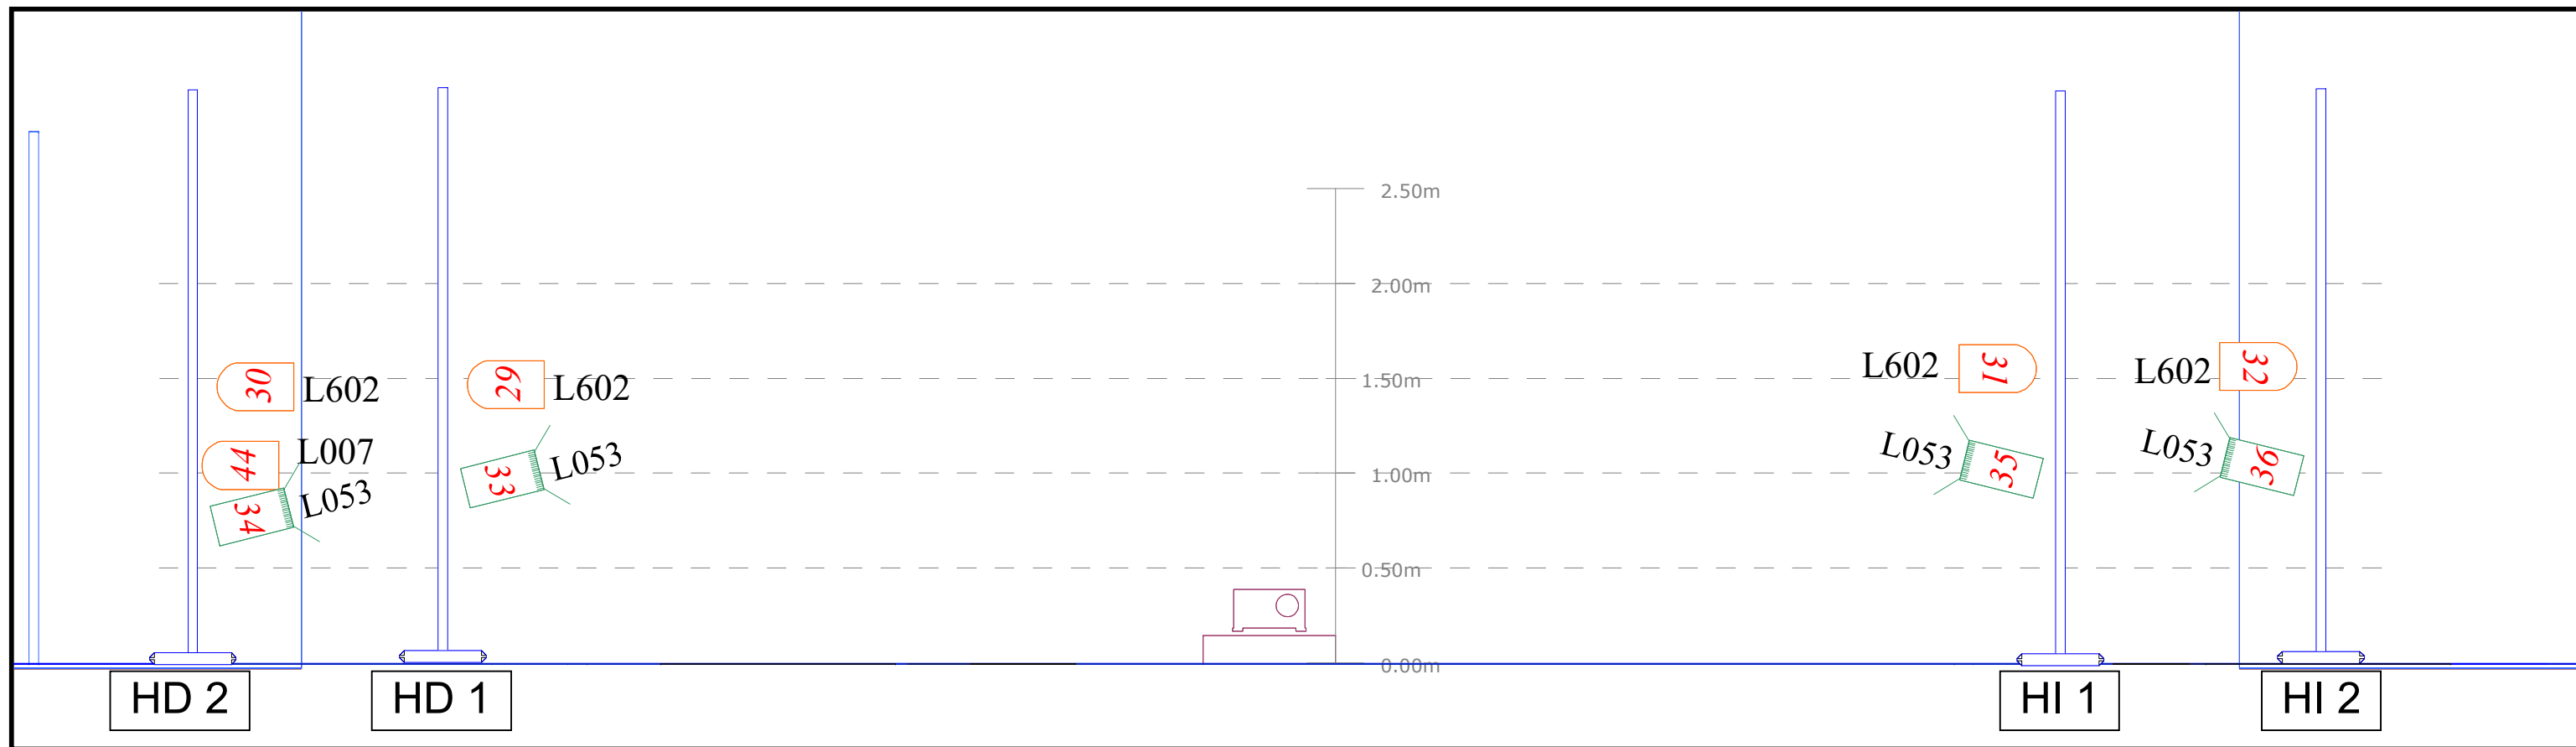 2.50m
2.00m
1.50m
1.00m
0.50m
0.00m
30 L602
44 L007
34 L053
29 L602
33 L053
L602 31
L053 35
L602 32
L053 36
HD 2
HD 1
HI 1
HI 2